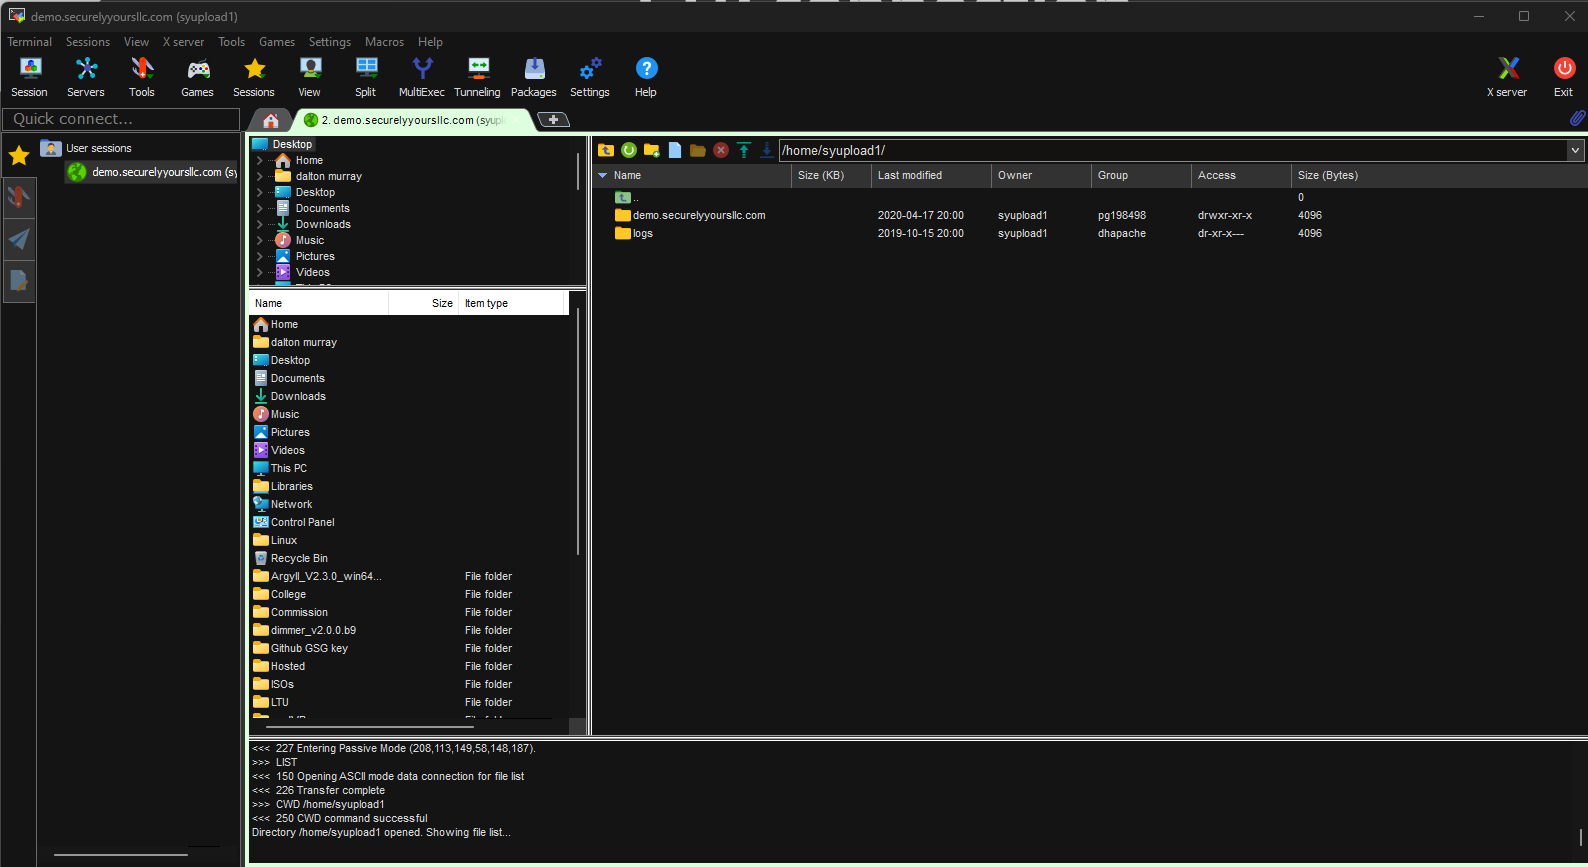 demo.securelyyoursllc.com (syupload1)
Terminal Sessions View X server Tools Games Settings Macros Help
Session Servers Tools Games Sessions View Split MultiExec Tunneling Packages Settings Help X server Exit
Quick connect...
2. demo.securelyyoursllc.com (syupl
User sessions
demo.securelyyoursllc.com (sy
Desktop
Home
dalton murray
Desktop
Documents
Downloads
Music
Pictures
Videos
/home/syupload1/
Name Size (KB) Last modified Owner Group Access Size (Bytes)
.. 0
demo.securelyyoursllc.com 2020-04-17 20:00 syupload1 pg198498 drwxr-xr-x 4096
logs 2019-10-15 20:00 syupload1 dhapache dr-xr-x--- 4096
Name Size Item type
Home
dalton murray
Desktop
Documents
Downloads
Music
Pictures
Videos
This PC
Libraries
Network
Control Panel
Linux
Recycle Bin
Argyll_V2.3.0_win64... File folder
College File folder
Commission File folder
dimmer_v2.0.0.b9 File folder
Github GSG key File folder
Hosted File folder
ISOs File folder
LTU File folder
<<< 227 Entering Passive Mode (208,113,149,58,148,187).
>>> LIST
<<< 150 Opening ASCII mode data connection for file list
<<< 226 Transfer complete
>>> CWD /home/syupload1
<<< 250 CWD command successful
Directory /home/syupload1 opened. Showing file list...